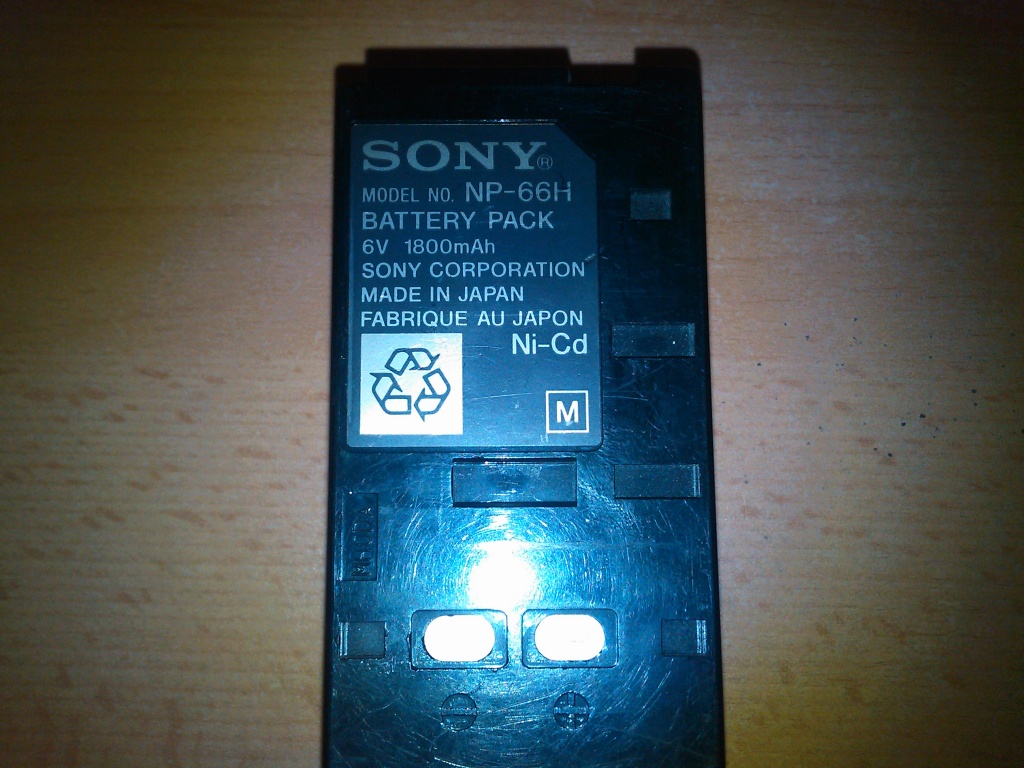 SONY®
MODEL NO. NP-66H
BATTERY PACK
6V 1800mAh
SONY CORPORATION
MADE IN JAPAN
FABRIQUE AU JAPON
Ni-Cd
M